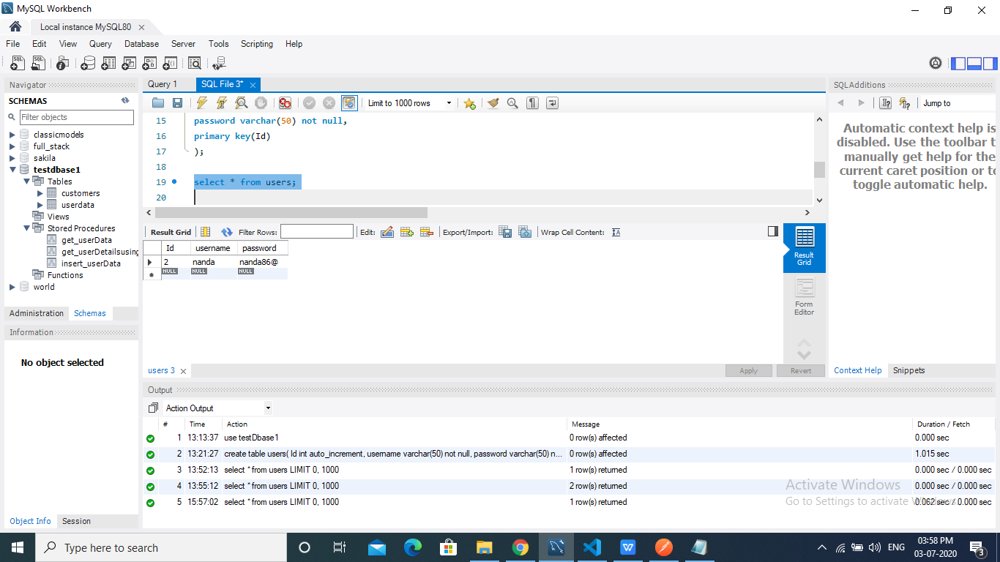 MySQL Workbench
Local instance MySQL80
File Edit View Query Database Server Tools Scripting Help
Navigator
SCHEMAS
Filter objects
classicmodels
full_stack
sakila
testdbase1
Tables
customers
userdata
Views
Stored Procedures
get_userData
get_userDetailsusing
insert_userData
Functions
world
Administration Schemas
Information
No object selected
Object Info Session
Query 1 SQL File 3*
Limit to 1000 rows
15 password varchar(50) not null,
16 primary key(Id)
17 );
18
19 select * from users;
20
Result Grid Filter Rows: Edit: Export/Import: Wrap Cell Content:
Id username password
2 nanda nanda86@
NULL NULL NULL
Result
Grid
Form
Editor
users 3 Apply Revert
SQLAdditions
Jump to
Automatic context help is
disabled. Use the toolbar t
manually get help for the
current caret position or to
toggle automatic help.
Context Help Snippets
Output
Action Output
# Time Action Message Duration / Fetch
1 13:13:37 use testDbase1 0 row(s) affected 0.000 sec
2 13:21:27 create table users( Id int auto_increment, username varchar(50) not null, password varchar(50) n... 0 row(s) affected 1.015 sec
3 13:52:13 select * from users LIMIT 0, 1000 1 row(s) returned 0.000 sec / 0.000 sec
4 13:55:12 select * from users LIMIT 0, 1000 2 row(s) returned 0.000 sec / 0.000 sec
5 15:57:02 select * from users LIMIT 0, 1000 1 row(s) returned 0.062 sec / 0.000 sec
Activate Windows
Go to Settings to activate Windows.
Type here to search
ENG
03:58 PM
03-07-2020
3